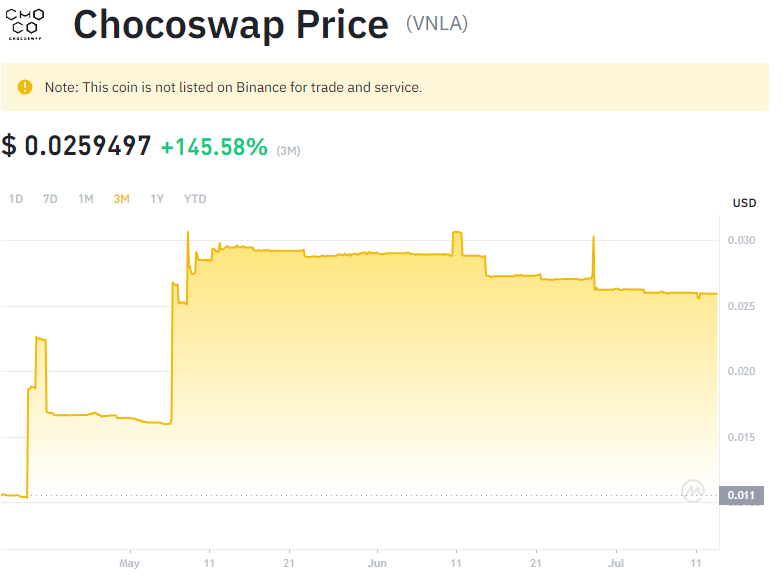 CHO
CO
CHOCOSWAP
Chocoswap Price (VNLA)
Note: This coin is not listed on Binance for trade and service.
$ 0.0259497 +145.58% (3M)
1D 7D 1M 3M 1Y YTD
USD
0.030
0.025
0.020
0.015
0.011
May 11 21 Jun 11 21 Jul 11